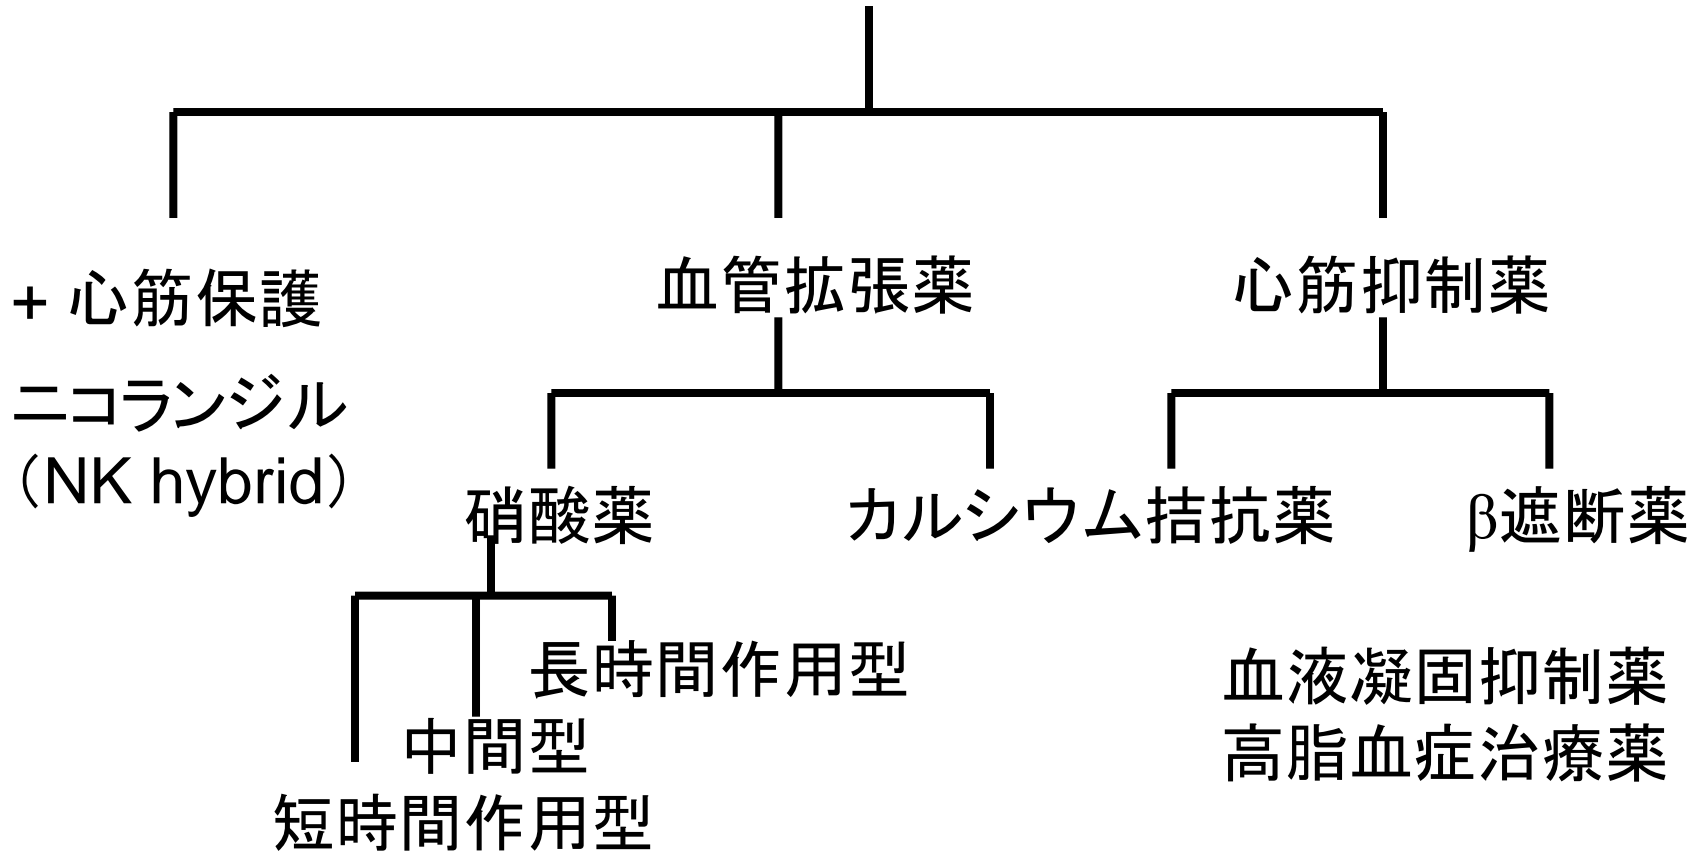 + 心筋保護
ニコランジル
（NK hybrid）
血管拡張薬
心筋抑制薬
硝酸薬
カルシウム拮抗薬
β遮断薬
長時間作用型
中間型
短時間作用型
血液凝固抑制薬
高脂血症治療薬